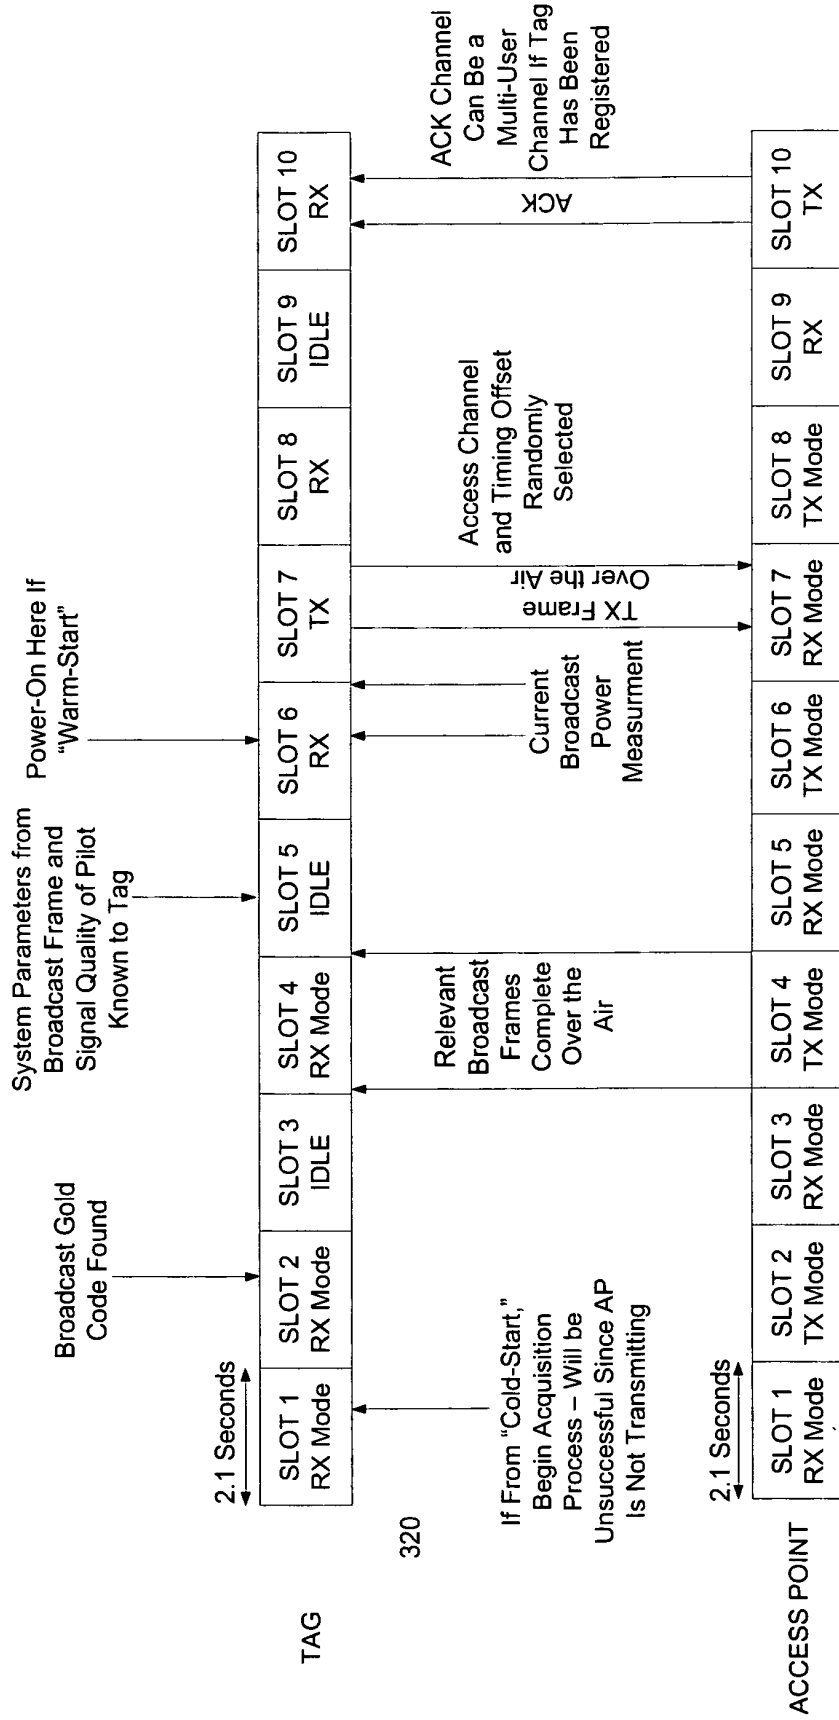 System Parameters from
Broadcast Frame and
Signal Quality of Pilot
Known to Tag
Power-On Here If
"Warm-Start"
Broadcast Gold
Code Found
2.1 Seconds
TAG
SLOT 1
RX Mode
SLOT 2
RX Mode
SLOT 3
IDLE
SLOT 4
RX Mode
SLOT 5
IDLE
SLOT 6
RX
SLOT 7
TX
SLOT 8
RX
SLOT 9
IDLE
SLOT 10
RX
320
If From "Cold-Start,"
Begin Acquisition
Process – Will be
Unsuccessful Since AP
Is Not Transmitting
Relevant
Broadcast
Frames
Complete
Over the
Air
Current
Broadcast
Power
Measurment
TX Frame
Over the Air
Access Channel
and Timing Offset
Randomly
Selected
ACK
ACK Channel
Can Be a
Multi-User
Channel If Tag
Has Been
Registered
2.1 Seconds
ACCESS POINT
SLOT 1
RX Mode
SLOT 2
TX Mode
SLOT 3
RX Mode
SLOT 4
TX Mode
SLOT 5
RX Mode
SLOT 6
TX Mode
SLOT 7
RX Mode
SLOT 8
TX Mode
SLOT 9
RX
SLOT 10
TX